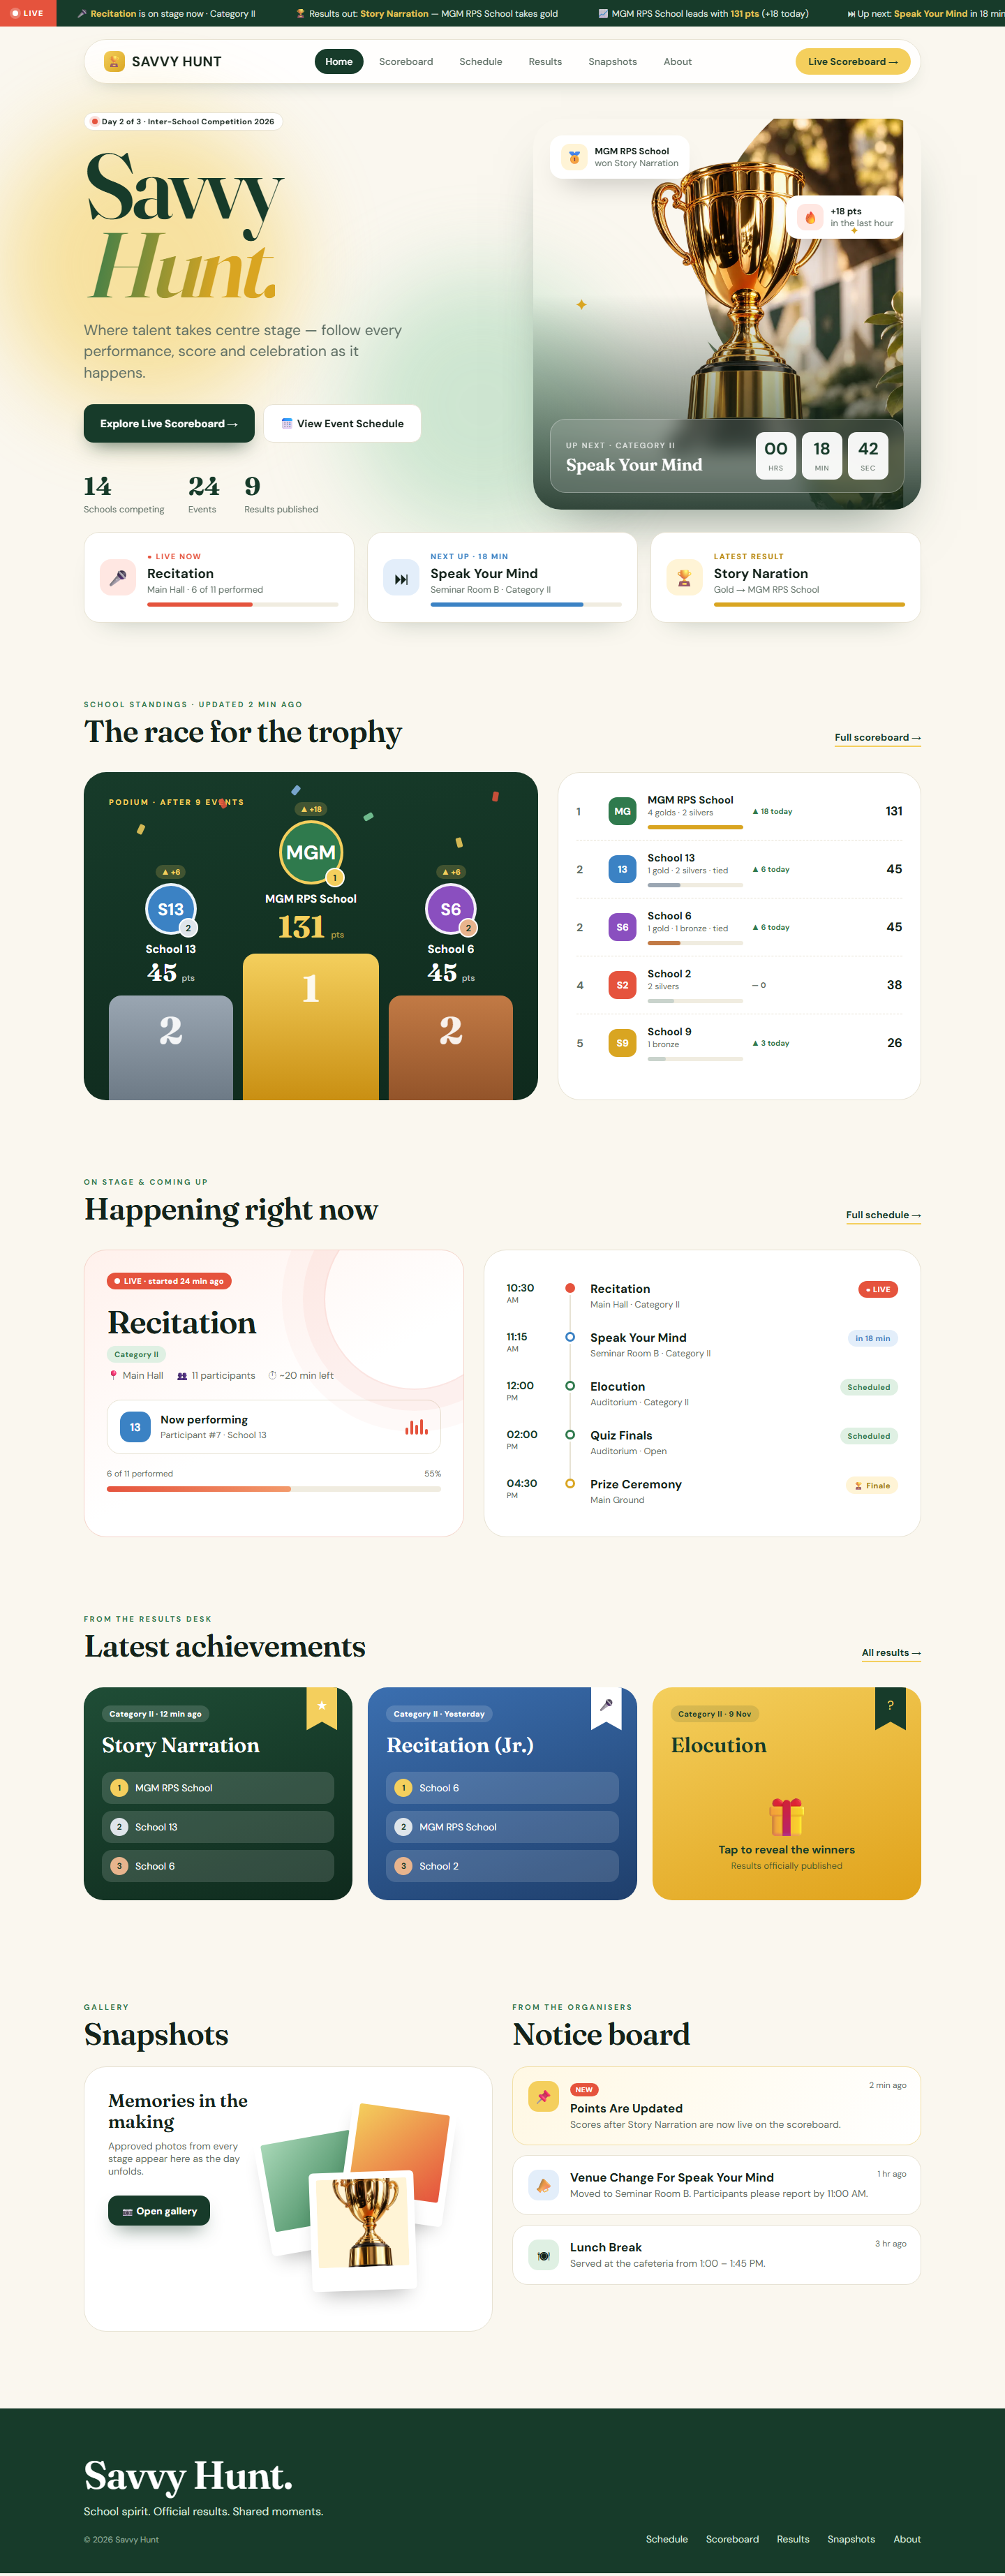 LIVE
🎤 Recitation is on stage now · Category II
🏆 Results out: Story Narration — MGM RPS School takes gold
📈 MGM RPS School leads with 131 pts (+18 today)
⏭ Up next: Speak Your Mind in 18 min
SAVVY HUNT
Home
Scoreboard
Schedule
Results
Snapshots
About
Live Scoreboard →
Day 2 of 3 · Inter-School Competition 2026
Savvy
Hunt.
Where talent takes centre stage — follow every
performance, score and celebration as it
happens.
Explore Live Scoreboard →
View Event Schedule
14
Schools competing
24
Events
9
Results published
MGM RPS School
won Story Narration
+18 pts
in the last hour
UP NEXT · CATEGORY II
Speak Your Mind
00
HRS
18
MIN
42
SEC
● LIVE NOW
Recitation
Main Hall · 6 of 11 performed
NEXT UP · 18 MIN
Speak Your Mind
Seminar Room B · Category II
LATEST RESULT
Story Naration
Gold → MGM RPS School
SCHOOL STANDINGS · UPDATED 2 MIN AGO
The race for the trophy
Full scoreboard →
PODIUM · AFTER 9 EVENTS
▲ +6
S13
2
School 13
45 pts
2
▲ +18
MGM
1
MGM RPS School
131 pts
1
▲ +6
S6
2
School 6
45 pts
2
1
MG
MGM RPS School
4 golds · 2 silvers
▲ 18 today
131
2
13
School 13
1 gold · 2 silvers · tied
▲ 6 today
45
2
S6
School 6
1 gold · 1 bronze · tied
▲ 6 today
45
4
S2
School 2
2 silvers
— 0
38
5
S9
School 9
1 bronze
▲ 3 today
26
ON STAGE & COMING UP
Happening right now
Full schedule →
LIVE · started 24 min ago
Recitation
Category II
📍 Main Hall
👥 11 participants
⏱ ~20 min left
13
Now performing
Participant #7 · School 13
6 of 11 performed
55%
10:30
AM
Recitation
Main Hall · Category II
● LIVE
11:15
AM
Speak Your Mind
Seminar Room B · Category II
in 18 min
12:00
PM
Elocution
Auditorium · Category II
Scheduled
02:00
PM
Quiz Finals
Auditorium · Open
Scheduled
04:30
PM
Prize Ceremony
Main Ground
🏆 Finale
FROM THE RESULTS DESK
Latest achievements
All results →
Category II · 12 min ago
★
Story Narration
1
MGM RPS School
2
School 13
3
School 6
Category II · Yesterday
Recitation (Jr.)
1
School 6
2
MGM RPS School
3
School 2
Category II · 9 Nov
?
Elocution
Tap to reveal the winners
Results officially published
GALLERY
Snapshots
Memories in the
making
Approved photos from every
stage appear here as the day
unfolds.
Open gallery
FROM THE ORGANISERS
Notice board
NEW
2 min ago
Points Are Updated
Scores after Story Narration are now live on the scoreboard.
Venue Change For Speak Your Mind
1 hr ago
Moved to Seminar Room B. Participants please report by 11:00 AM.
Lunch Break
3 hr ago
Served at the cafeteria from 1:00 – 1:45 PM.
Savvy Hunt.
School spirit. Official results. Shared moments.
© 2026 Savvy Hunt
Schedule
Scoreboard
Results
Snapshots
About